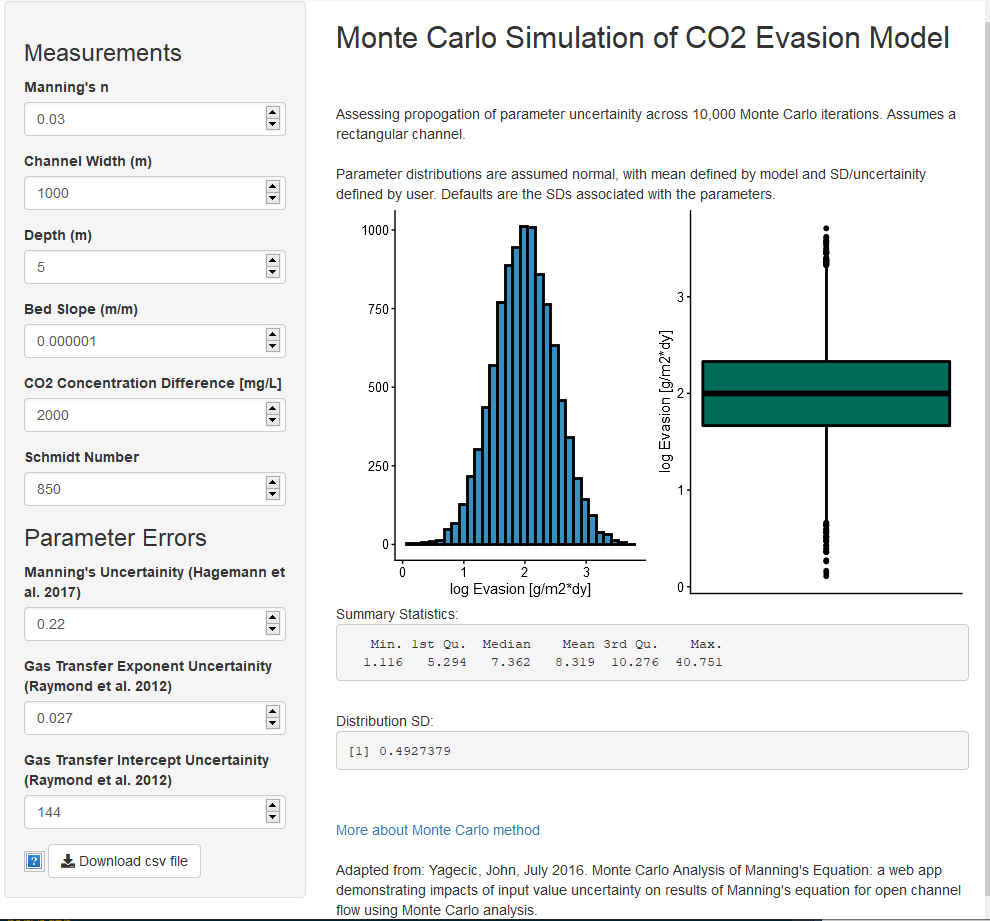 Measurements
Manning's n
0.03
Channel Width (m)
1000
Depth (m)
5
Bed Slope (m/m)
0.000001
CO2 Concentration Difference [mg/L]
2000
Schmidt Number
850
Parameter Errors
Manning's Uncertainity (Hagemann et
al. 2017)
0.22
Gas Transfer Exponent Uncertainity
(Raymond et al. 2012)
0.027
Gas Transfer Intercept Uncertainity
(Raymond et al. 2012)
144
?
Download csv file
Monte Carlo Simulation of CO2 Evasion Model
Assessing propogation of parameter uncertainity across 10,000 Monte Carlo iterations. Assumes a
rectangular channel.
Parameter distributions are assumed normal, with mean defined by model and SD/uncertainity
defined by user. Defaults are the SDs associated with the parameters.
1000
750
500
250
0
0 1 2 3
log Evasion [g/m2*dy]
log Evasion [g/m2*dy]
3
2
1
0
Summary Statistics:
Min. 1st Qu. Median Mean 3rd Qu. Max.
1.116 5.294 7.362 8.319 10.276 40.751
Distribution SD:
[1] 0.4927379
More about Monte Carlo method
Adapted from: Yagecic, John, July 2016. Monte Carlo Analysis of Manning's Equation: a web app
demonstrating impacts of input value uncertainty on results of Manning's equation for open channel
flow using Monte Carlo analysis.